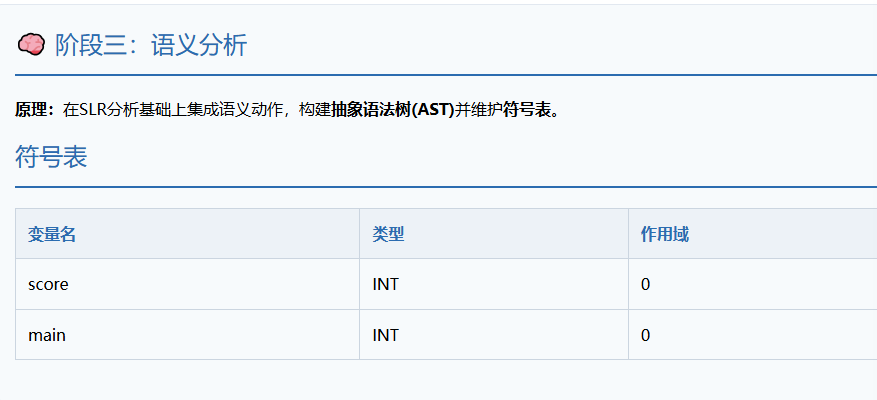 阶段三：语义分析
原理：在SLR分析基础上集成语义动作，构建抽象语法树(AST)并维护符号表。
符号表
变量名 类型 作用域
score INT 0
main INT 0